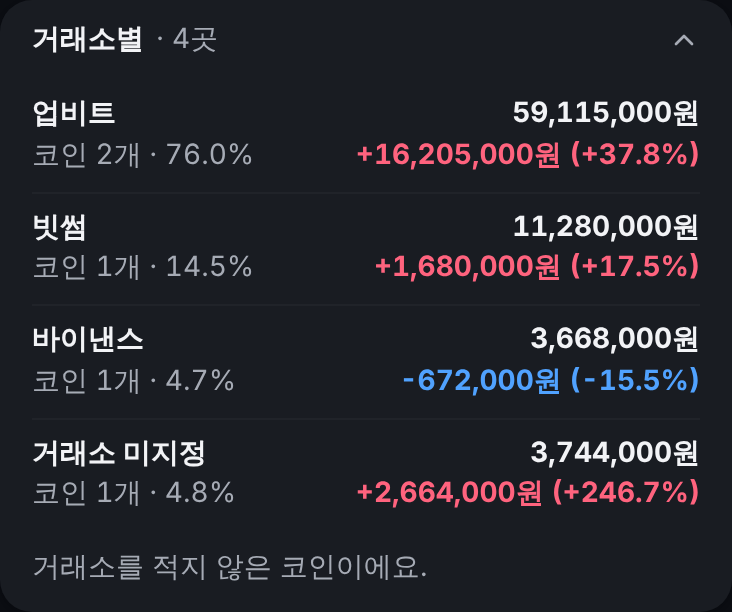 거래소별 · 4곳
업비트 59,115,000원
코인 2개 · 76.0% +16,205,000원 (+37.8%)
빗썸 11,280,000원
코인 1개 · 14.5% +1,680,000원 (+17.5%)
바이낸스 3,668,000원
코인 1개 · 4.7% -672,000원 (-15.5%)
거래소 미지정 3,744,000원
코인 1개 · 4.8% +2,664,000원 (+246.7%)
거래소를 적지 않은 코인이에요.